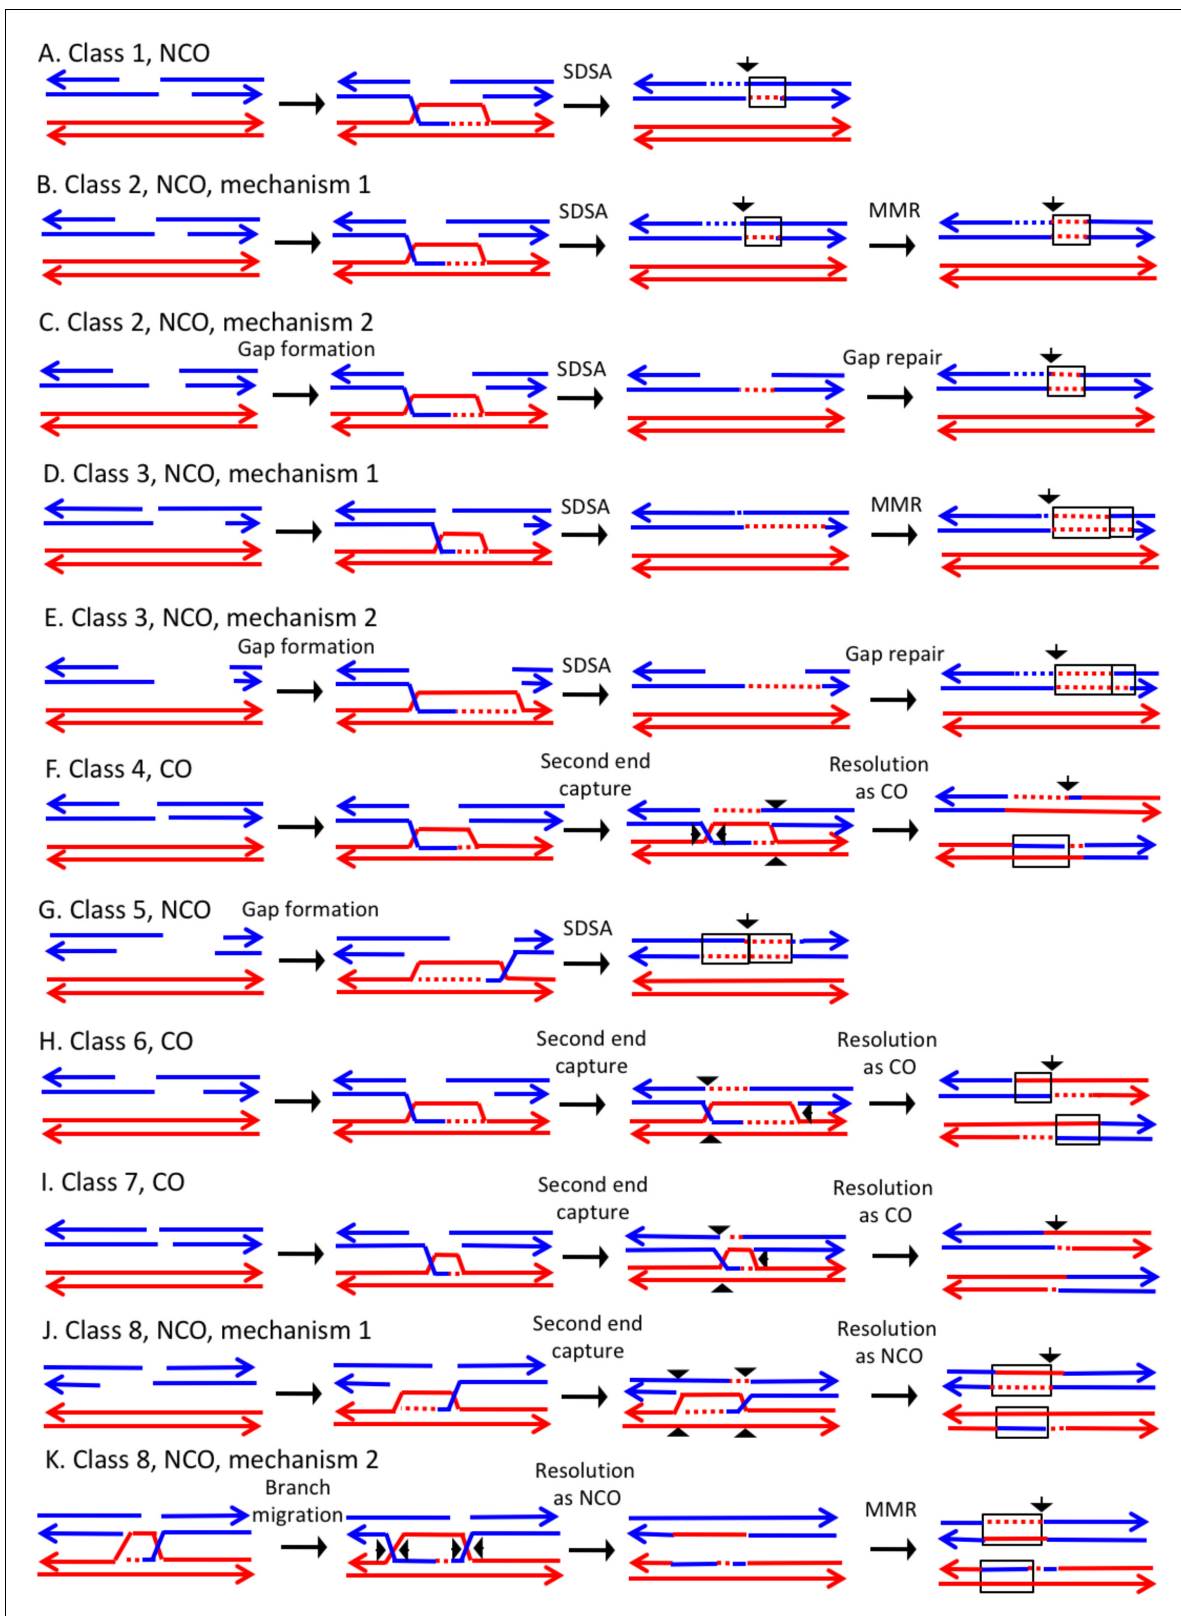 A. Class 1, NCO
SDSA
B. Class 2, NCO, mechanism 1
SDSA
MMR
C. Class 2, NCO, mechanism 2
Gap formation
SDSA
Gap repair
D. Class 3, NCO, mechanism 1
SDSA
MMR
E. Class 3, NCO, mechanism 2
Gap formation
SDSA
Gap repair
F. Class 4, CO
Second end
capture
Resolution
as CO
G. Class 5, NCO
Gap formation
SDSA
H. Class 6, CO
Second end
capture
Resolution
as CO
I. Class 7, CO
Second end
capture
Resolution
as CO
J. Class 8, NCO, mechanism 1
Second end
capture
Resolution
as NCO
K. Class 8, NCO, mechanism 2
Branch
migration
Resolution
as NCO
MMR